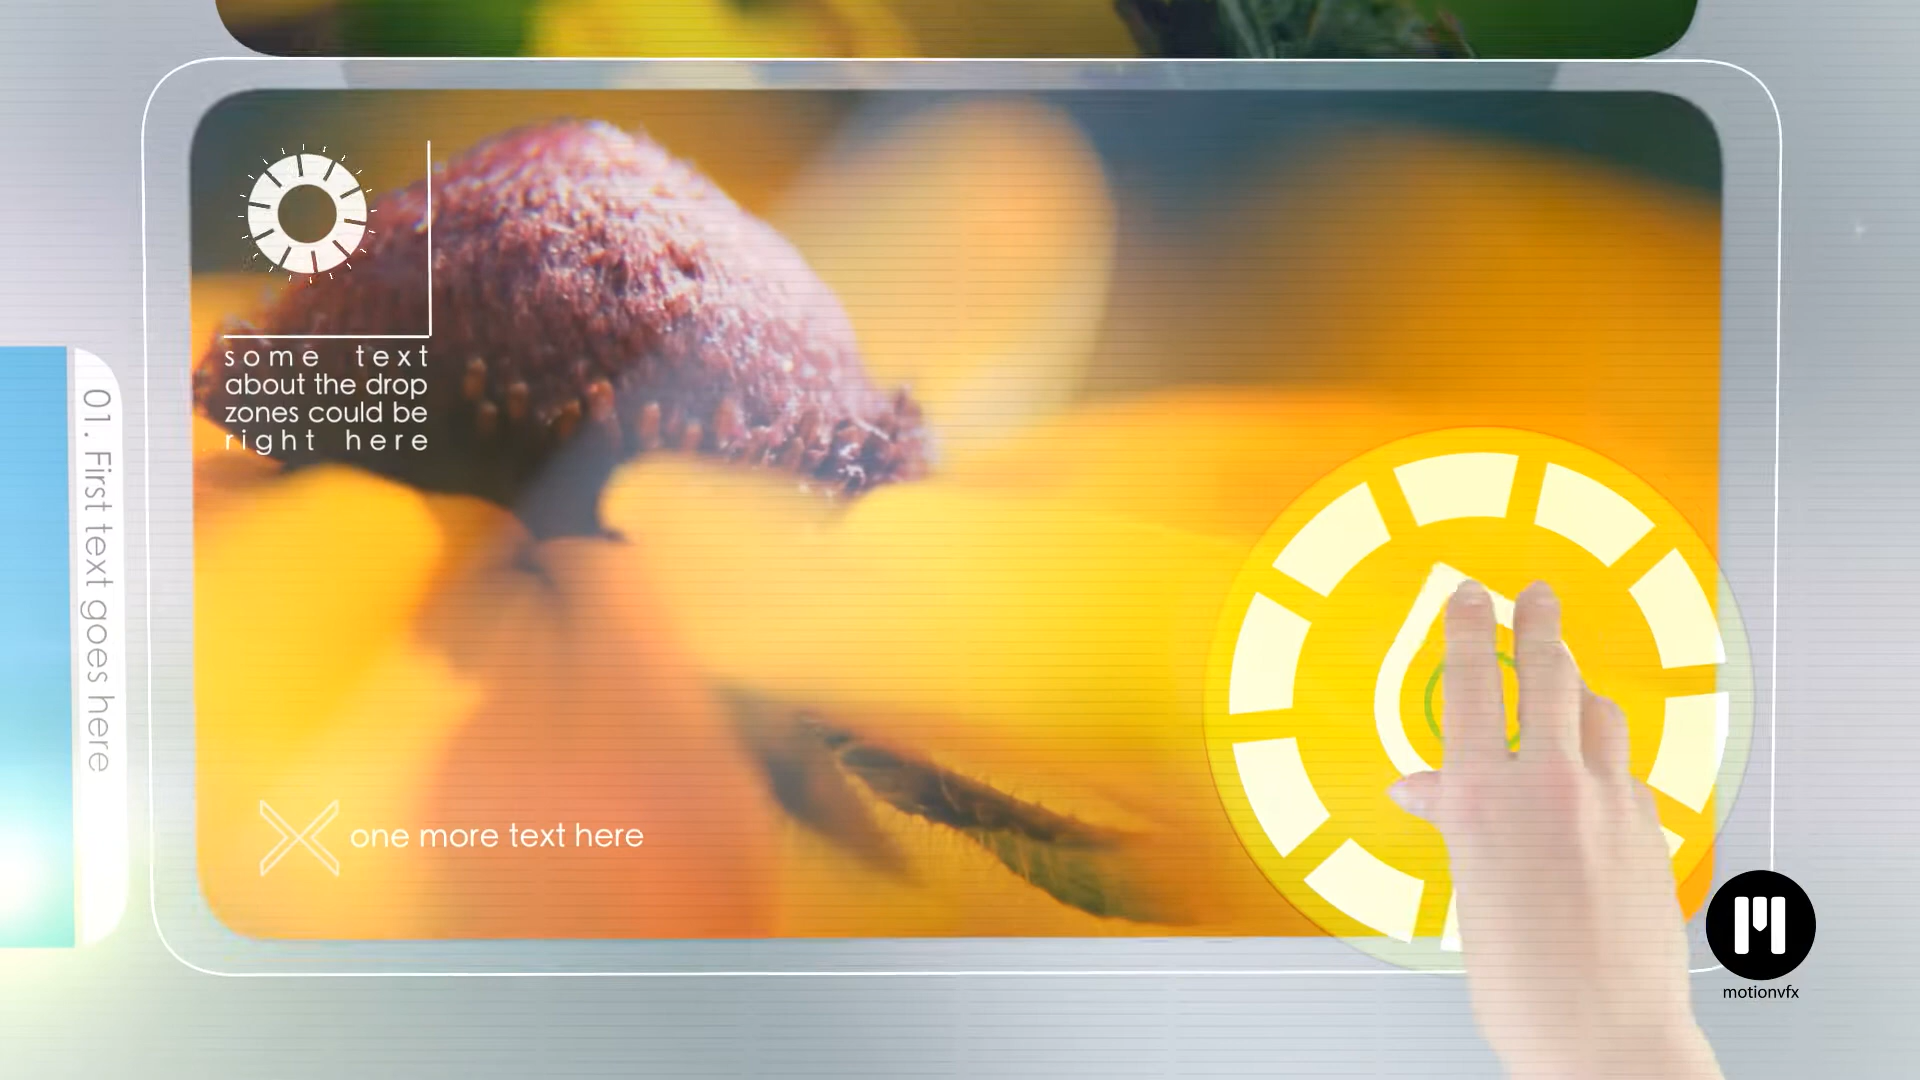 some text
about the drop
zones could be
right here
01. First text goes here
one more text here
motionvfx